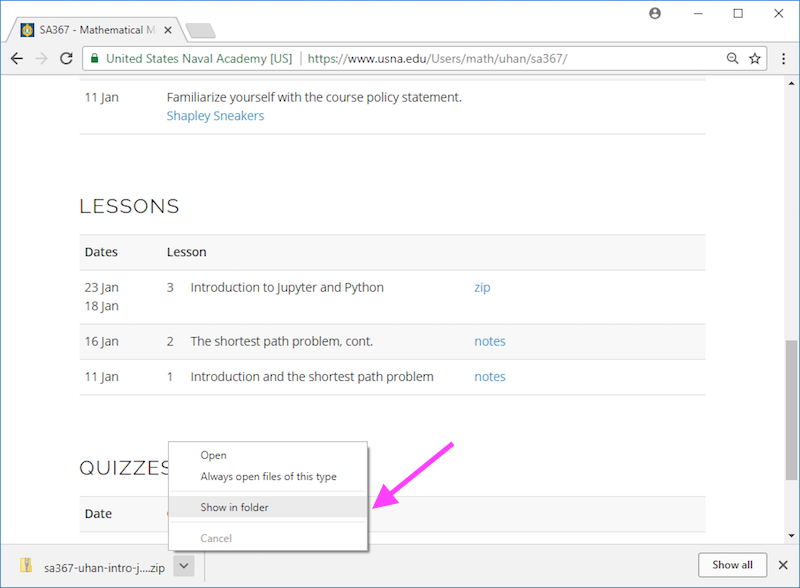 SA367 - Mathematical M
United States Naval Academy [US] https://www.usna.edu/Users/math/uhan/sa367/
11 Jan Familiarize yourself with the course policy statement.
Shapley Sneakers
LESSONS
Dates Lesson
23 Jan 3 Introduction to Jupyter and Python zip
18 Jan
16 Jan 2 The shortest path problem, cont. notes
11 Jan 1 Introduction and the shortest path problem notes
QUIZZES
Date
Open
Always open files of this type
Show in folder
Cancel
sa367-uhan-intro-j....zip Show all